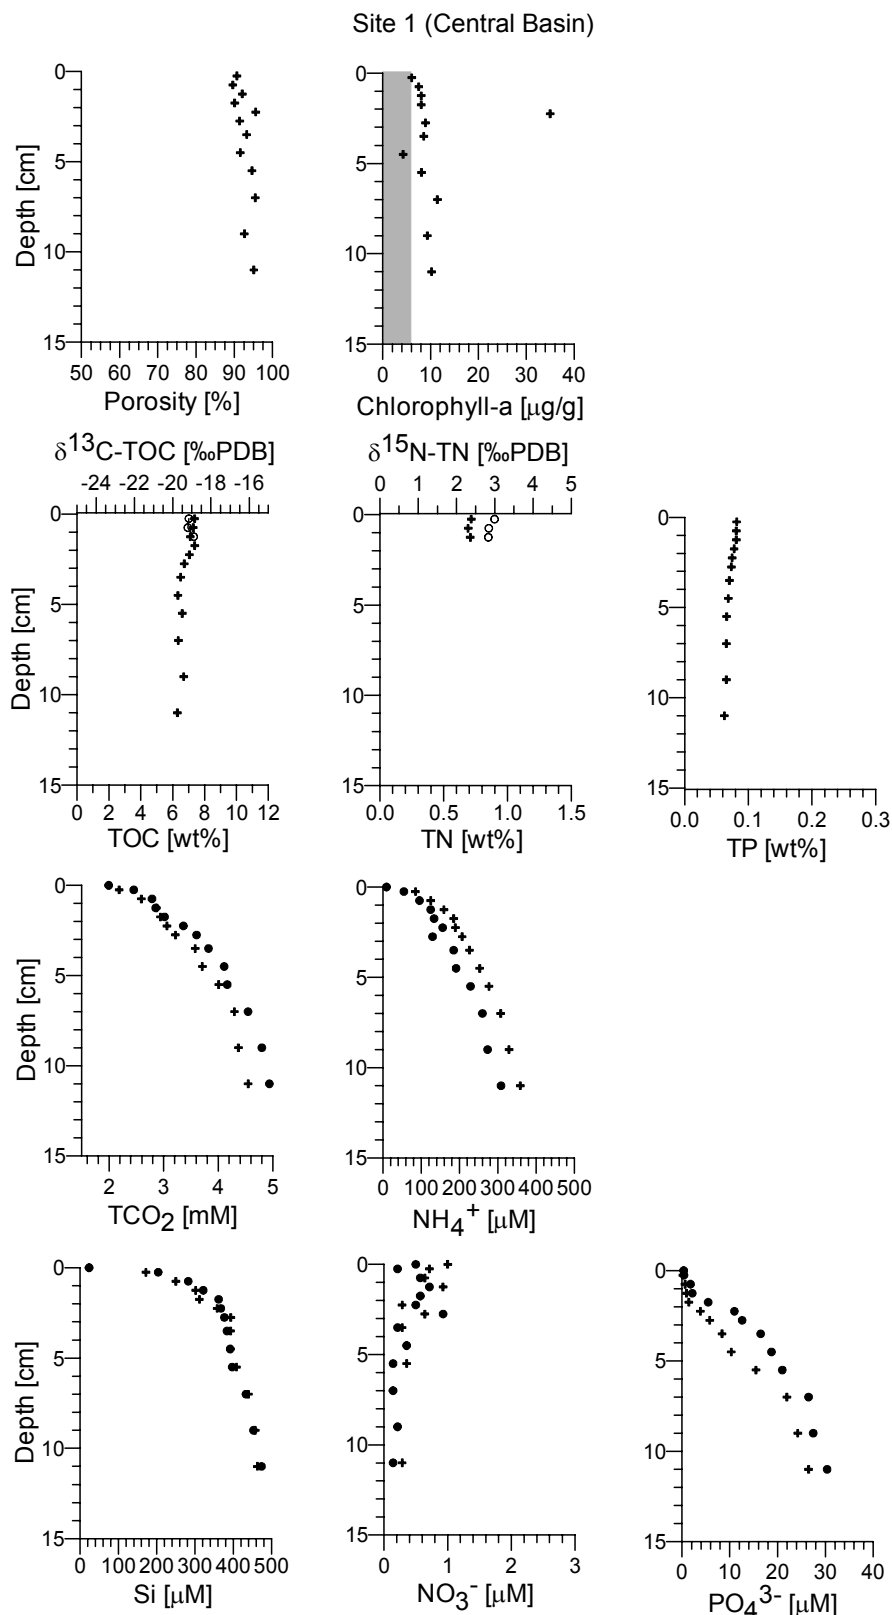 Site 1 (Central Basin)
0 5 10 15
Depth [cm]
50 60 70 80 90 100
Porosity [%]
0 5 10 15
0 10 20 30 40
Chlorophyll-a [μg/g]
δ13C-TOC [‰PDB]
-24 -22 -20 -18 -16
0 5 10 15
Depth [cm]
0 2 4 6 8 10 12
TOC [wt%]
δ15N-TN [‰PDB]
0 1 2 3 4 5
0 5 10 15
0.0 0.5 1.0 1.5
TN [wt%]
0 5 10 15
0.0 0.1 0.2 0.3
TP [wt%]
0 5 10 15
Depth [cm]
2 3 4 5
TCO2 [mM]
0 5 10 15
0 100 200 300 400 500
NH4+ [μM]
0 5 10 15
Depth [cm]
0 100 200 300 400 500
Si [μM]
0 5 10 15
0 1 2 3
NO3- [μM]
0 5 10 15
0 10 20 30 40
PO43- [μM]